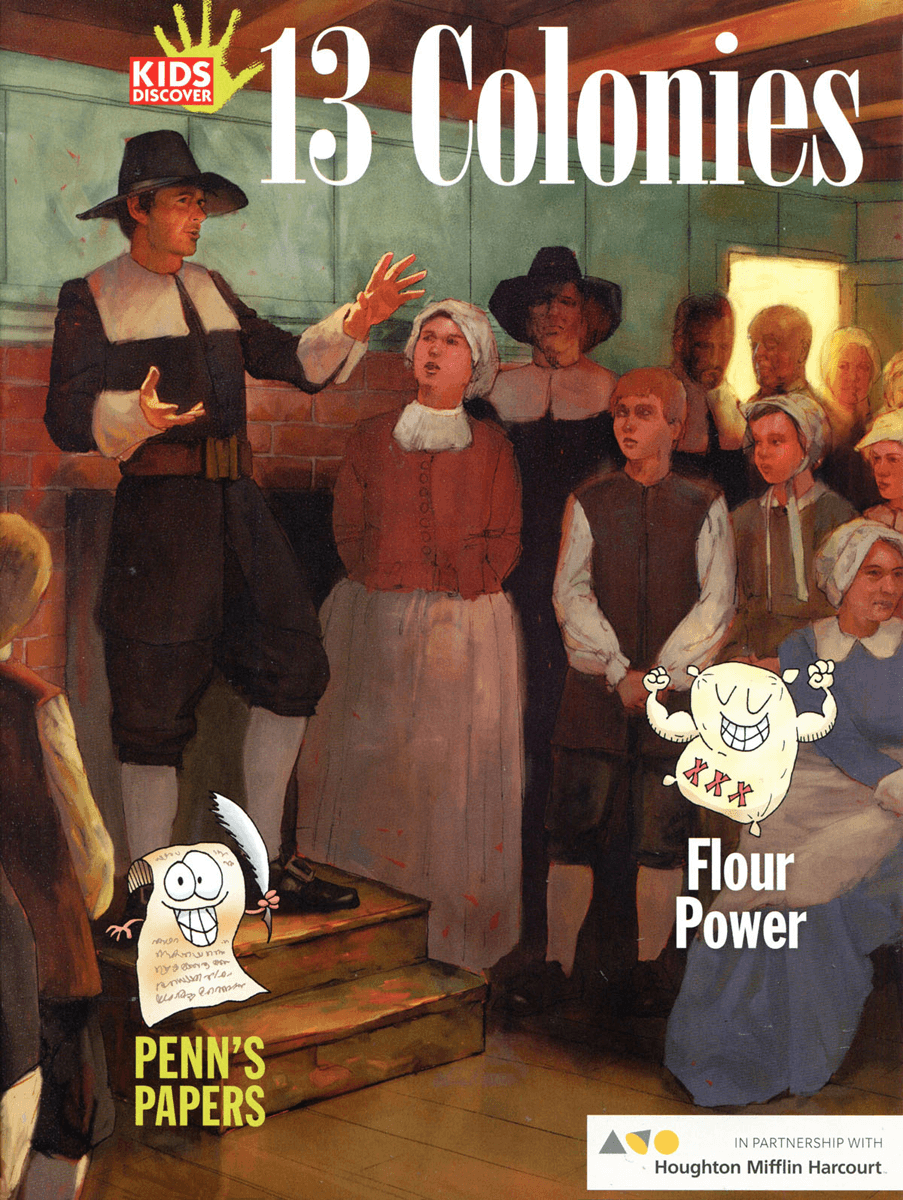 KIDS
DISCOVER
13 Colonies
XXX
Flour
Power
PENN'S
PAPERS
IN PARTNERSHIP WITH
Houghton Mifflin Harcourt